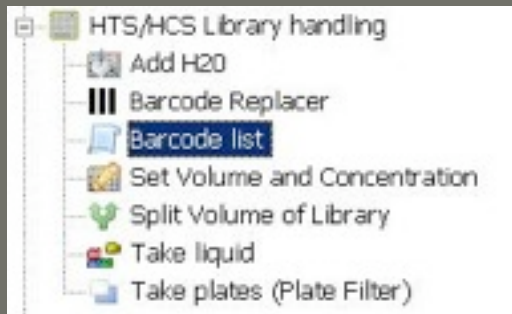 HTS/HCS Library handling
Add H20
Barcode Replacer
Barcode list
Set Volume and Concentration
Split Volume of Library
Take liquid
Take plates (Plate Filter)